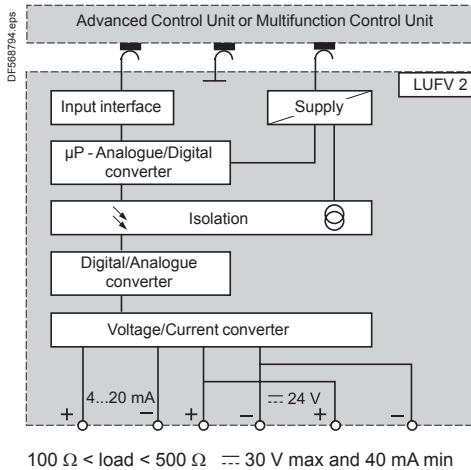 DF568794.eps
Advanced Control Unit or Multifunction Control Unit
LUFV 2
Input interface
Supply
µP - Analogue/Digital
converter
Isolation
Digital/Analogue
converter
Voltage/Current converter
4...20 mA
24 V
+ − + − + −
100 Ω < load < 500 Ω ⎓ 30 V max and 40 mA min